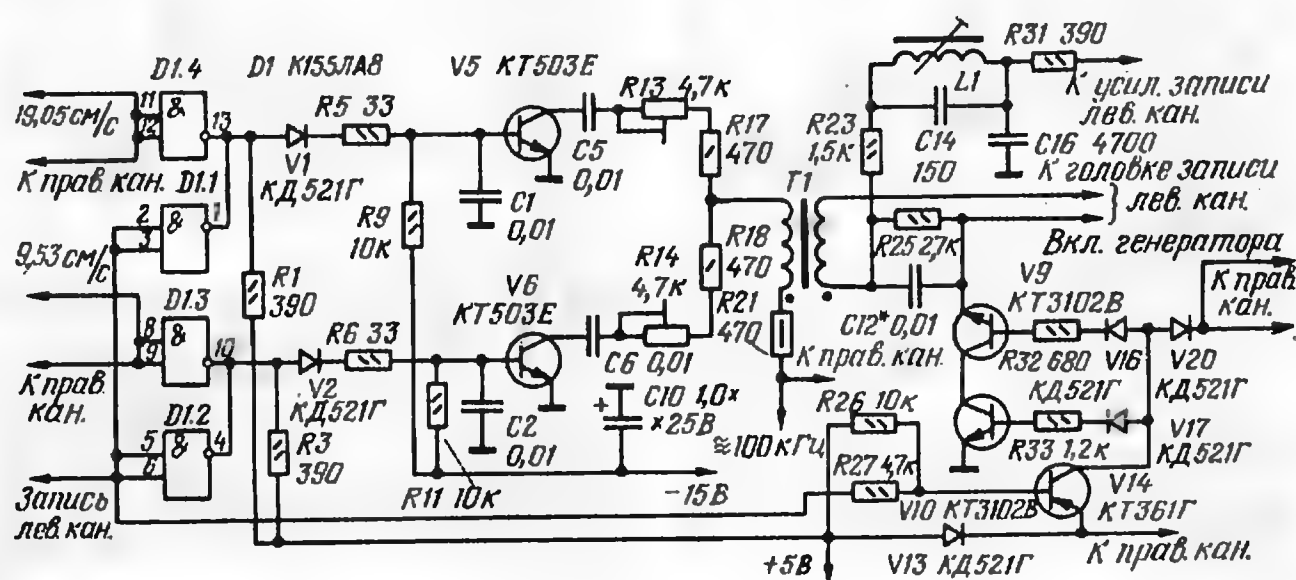 R31 390
D1.4
D1 К155ЛА8
V5 КТ503Е
R13 4,7к
L1
К усил. записи
лев. кан.
11
12
&
13
19,05 см/с
R5 33
R17
470
R23
1,5к
C14
150
C16 4700
V1
КД521Г
C5
0,01
К прав. кан.
D1.1
T1
К головке записи
лев. кан.
2
3
&
1
C1
0,01
R9
10к
R18
470
R25 2,7к
Вкл. генератора
9,53 см/с
V6
КТ503Е
R14
4,7к
V9
КТ3102В
К прав.
кан.
R1
390
D1.3
R21
470
C12* 0,01
8
9
&
10
R6 33
C6 0,01
К прав. кан.
R32 680
V16
V20
КД521Г
КД521Г
К прав.
кан.
V2
КД521Г
C10 1,0×
×25В
+
R26 10к
D1.2
C2
0,01
≈100кГц
R33 1,2к
V17
КД521Г
5
6
&
4
R3
390
R27 4,7к
V14
КТ361Г
Запись
лев. кан.
R11 10к
-15В
V10 КТ3102В
+5В
V13 КД521Г
К прав. кан.